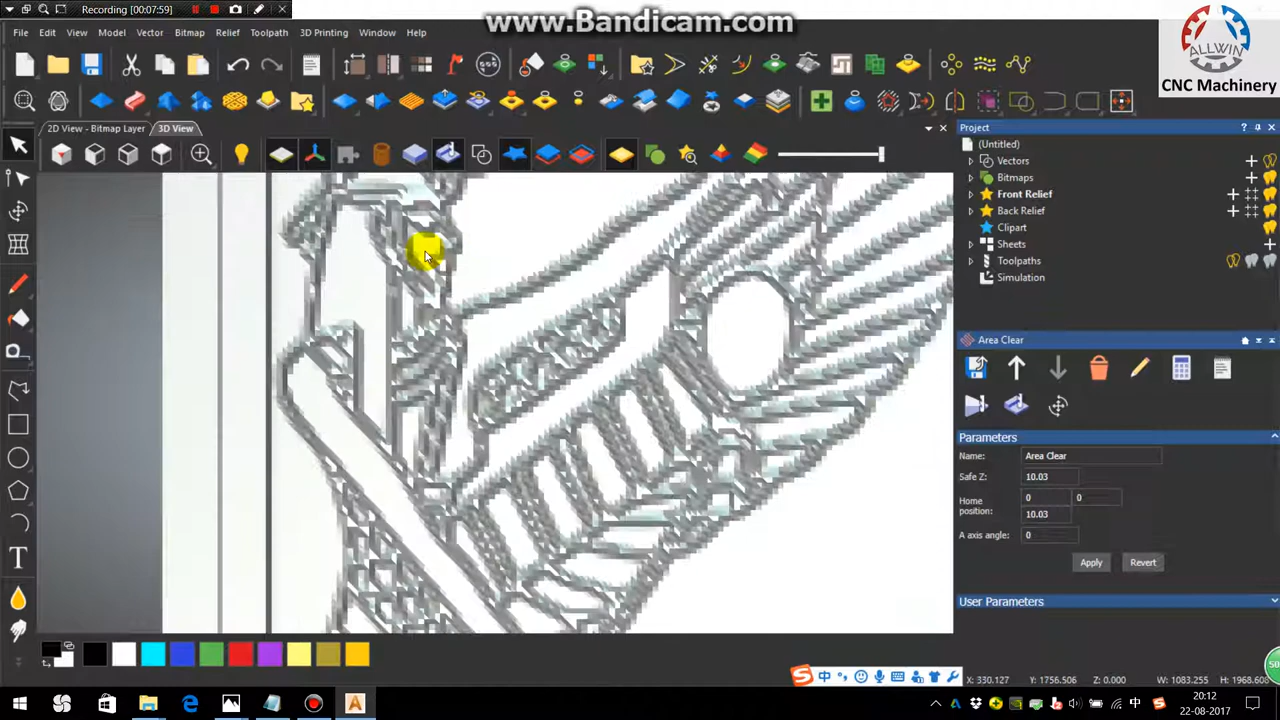 Recording [00:07:59]
www.Bandicam.com
ALLWIN
CNC Machinery
File Edit View Model Vector Bitmap Relief Toolpath 3D Printing Window Help
2D View - Bitmap Layer 3D View
Project
(Untitled)
Vectors
Bitmaps
Front Relief
Back Relief
Clipart
Sheets
Toolpaths
Simulation
Area Clear
Parameters
Name: Area Clear
Safe Z: 10.03
Home position: 0 0
10.03
A axis angle: 0
Apply Revert
User Parameters
中
X: 330.127 Y: 1756.506 Z: 0.000 W: 1083.255 H: 1968.608
50
中
20:12
22-08-2017